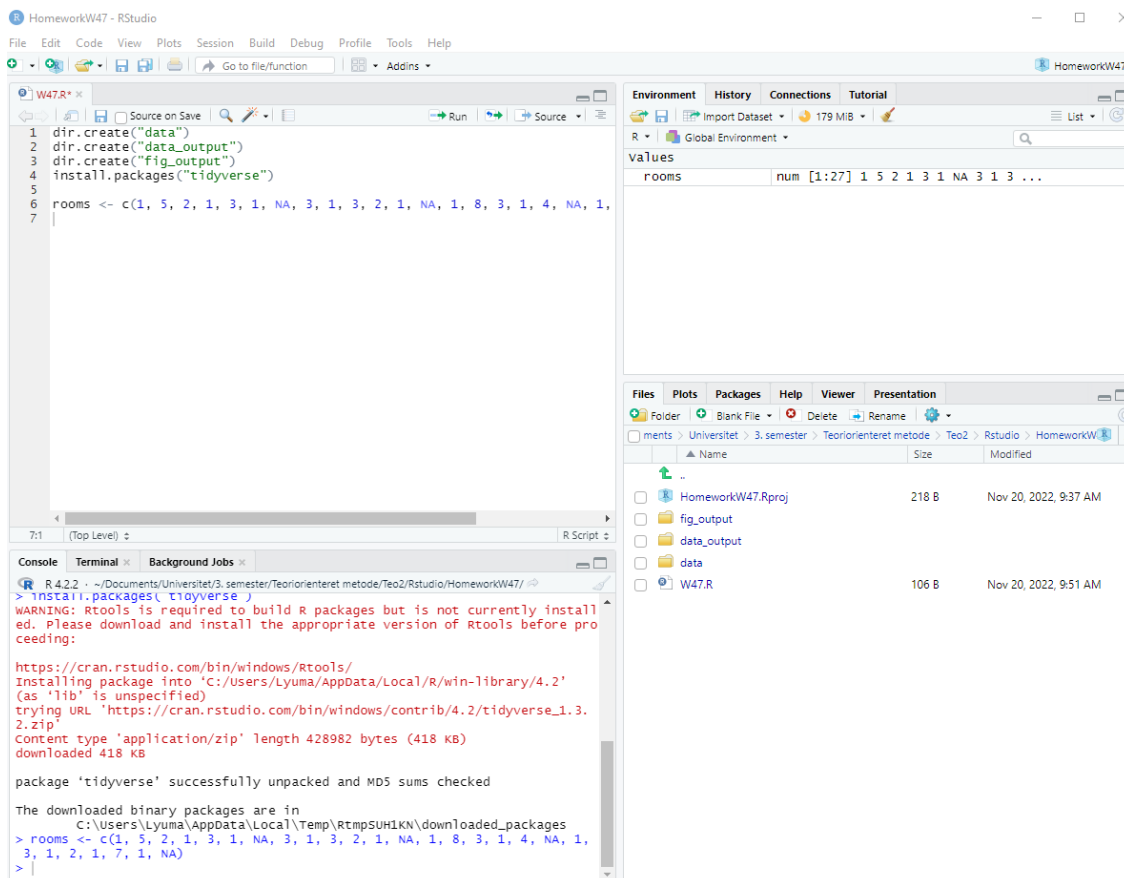 HomeworkW47 - RStudio
File Edit Code View Plots Session Build Debug Profile Tools Help
Go to file/function Addins HomeworkW47
W47.R*
Source on Save Run Source
1 dir.create("data")
2 dir.create("data_output")
3 dir.create("fig_output")
4 install.packages("tidyverse")
5
6 rooms <- c(1, 5, 2, 1, 3, 1, NA, 3, 1, 3, 2, 1, NA, 1, 8, 3, 1, 4, NA, 1,
7
7:1 (Top Level) R Script
Console Terminal Background Jobs
R 4.2.2 · ~/Documents/Universitet/3. semester/Teoriorienteret metode/Teo2/Rstudio/HomeworkW47/
> install.packages("tidyverse")
WARNING: Rtools is required to build R packages but is not currently install
ed. Please download and install the appropriate version of Rtools before pro
ceeding:
https://cran.rstudio.com/bin/windows/Rtools/
Installing package into ‘C:/Users/Lyuma/AppData/Local/R/win-library/4.2’
(as ‘lib’ is unspecified)
trying URL 'https://cran.rstudio.com/bin/windows/contrib/4.2/tidyverse_1.3.
2.zip'
Content type 'application/zip' length 428982 bytes (418 KB)
downloaded 418 KB
package ‘tidyverse’ successfully unpacked and MD5 sums checked
The downloaded binary packages are in
C:\Users\Lyuma\AppData\Local\Temp\RtmpSUH1KN\downloaded_packages
> rooms <- c(1, 5, 2, 1, 3, 1, NA, 3, 1, 3, 2, 1, NA, 1, 8, 3, 1, 4, NA, 1,
3, 1, 2, 1, 7, 1, NA)
>
Environment History Connections Tutorial
Import Dataset 179 MiB List
R Global Environment
Values
rooms num [1:27] 1 5 2 1 3 1 NA 3 1 3 ...
Files Plots Packages Help Viewer Presentation
Folder Blank File Delete Rename
ments > Universitet > 3. semester > Teoriorienteret metode > Teo2 > Rstudio > HomeworkW
Name Size Modified
..
HomeworkW47.Rproj 218 B Nov 20, 2022, 9:37 AM
fig_output
data_output
data
W47.R 106 B Nov 20, 2022, 9:51 AM